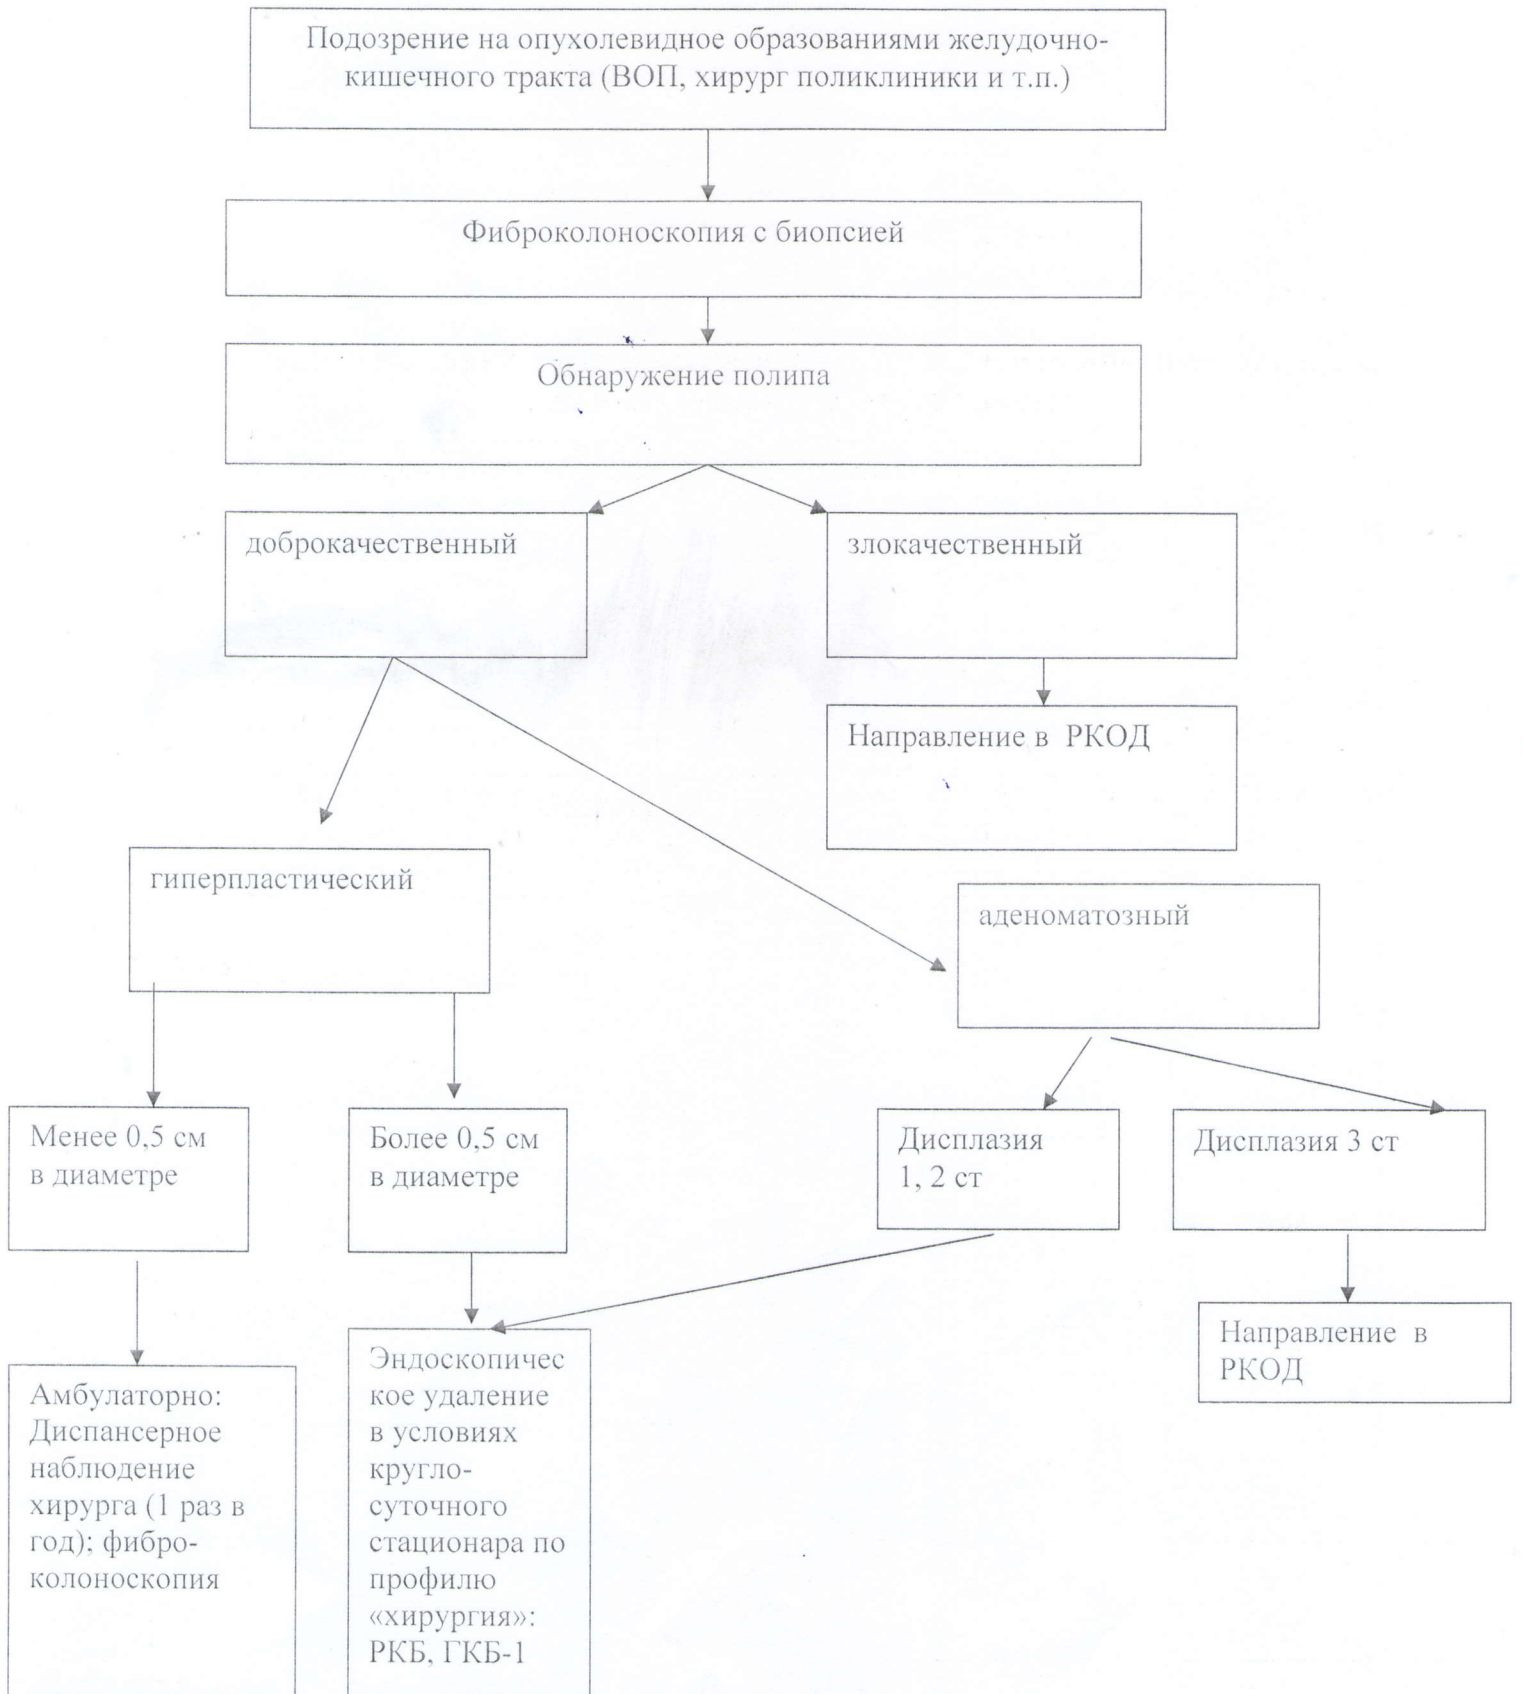 Подозрение на опухолевидное образованиями желудочно-
кишечного тракта (ВОП, хирург поликлиники и т.п.)
Фиброколоноскопия с биопсией
Обнаружение полипа
доброкачественный
злокачественный
Направление в РКОД
гиперпластический
аденоматозный
Менее 0,5 см
в диаметре
Более 0,5 см
в диаметре
Дисплазия
1, 2 ст
Дисплазия 3 ст
Направление в
РКОД
Амбулаторно:
Диспансерное
наблюдение
хирурга (1 раз в
год); фибро-
колоноскопия
Эндоскопичес
кое удаление
в условиях
кругло-
суточного
стационара по
профилю
«хирургия»:
РКБ, ГКБ-1